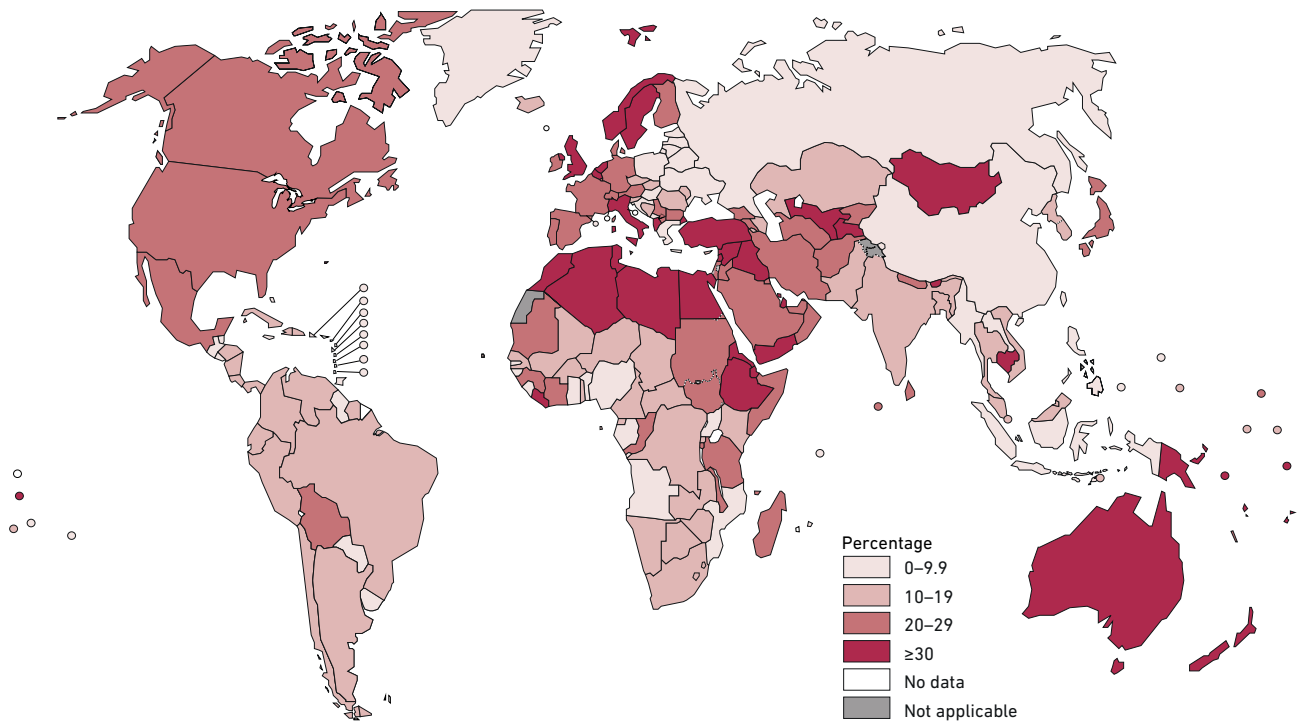 Percentage
0–9.9
10–19
20–29
≥30
No data
Not applicable